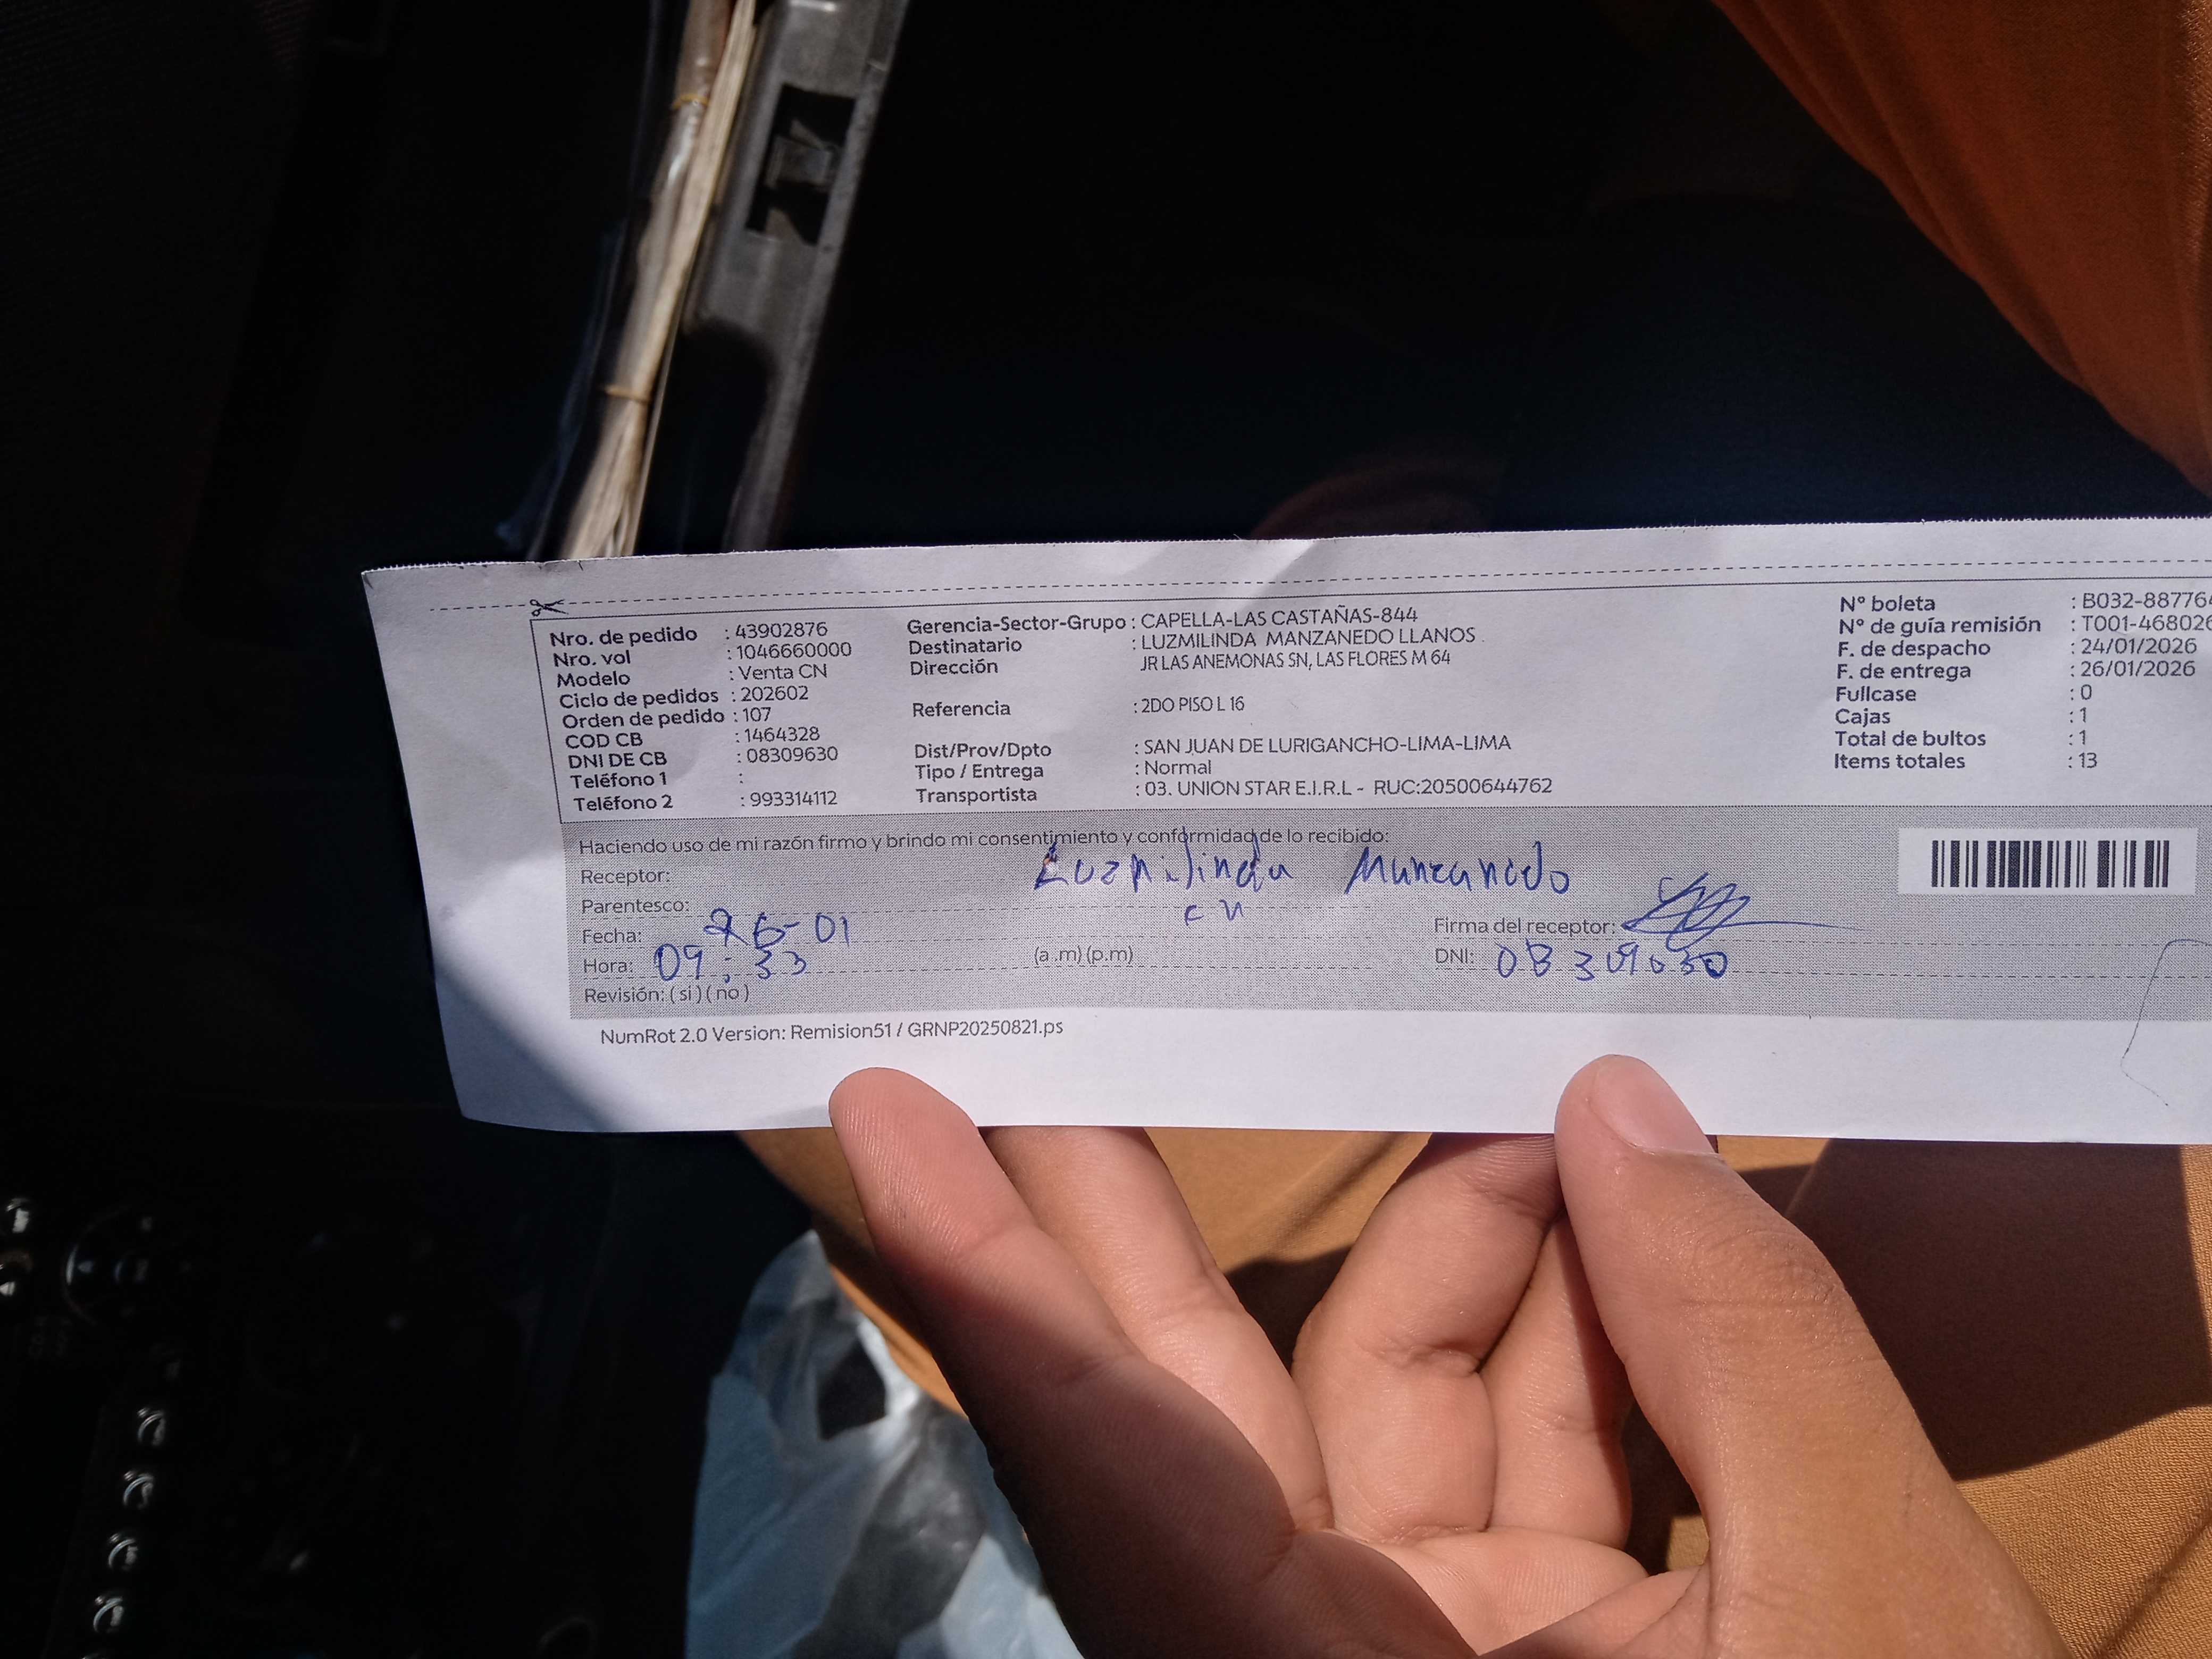 Nro. de pedido : 43902876
Nro. vol : 1046660000
Modelo : Venta CN
Ciclo de pedidos : 202602
Orden de pedido : 107
COD CB : 1464328
DNI DE CB : 08309630
Teléfono 1 :
Teléfono 2 : 993314112
Gerencia-Sector-Grupo : CAPELLA-LAS CASTAÑAS-844
Destinatario : LUZMILINDA MANZANEDO LLANOS
Dirección JR LAS ANEMONAS SN, LAS FLORES M 64
Referencia : 2DO PISO L 16
Dist/Prov/Dpto : SAN JUAN DE LURIGANCHO-LIMA-LIMA
Tipo / Entrega : Normal
Transportista : 03. UNION STAR E.I.R.L - RUC:20500644762
Nº boleta : B032-88776
Nº de guía remisión : T001-468026
F. de despacho : 24/01/2026
F. de entrega : 26/01/2026
Fullcase : 0
Cajas : 1
Total de bultos : 1
Items totales : 13
Haciendo uso de mi razón firmo y brindo mi consentimiento y conformidad de lo recibido:
Receptor: Luzmilinda Manzanedo
Parentesco: CN
Fecha: 26-01
Firma del receptor:
Hora: 09:33 (a .m) (p.m)
DNI: 08309630
Revisión: ( si ) ( no )
NumRot 2.0 Version: Remision51 / GRNP20250821.ps